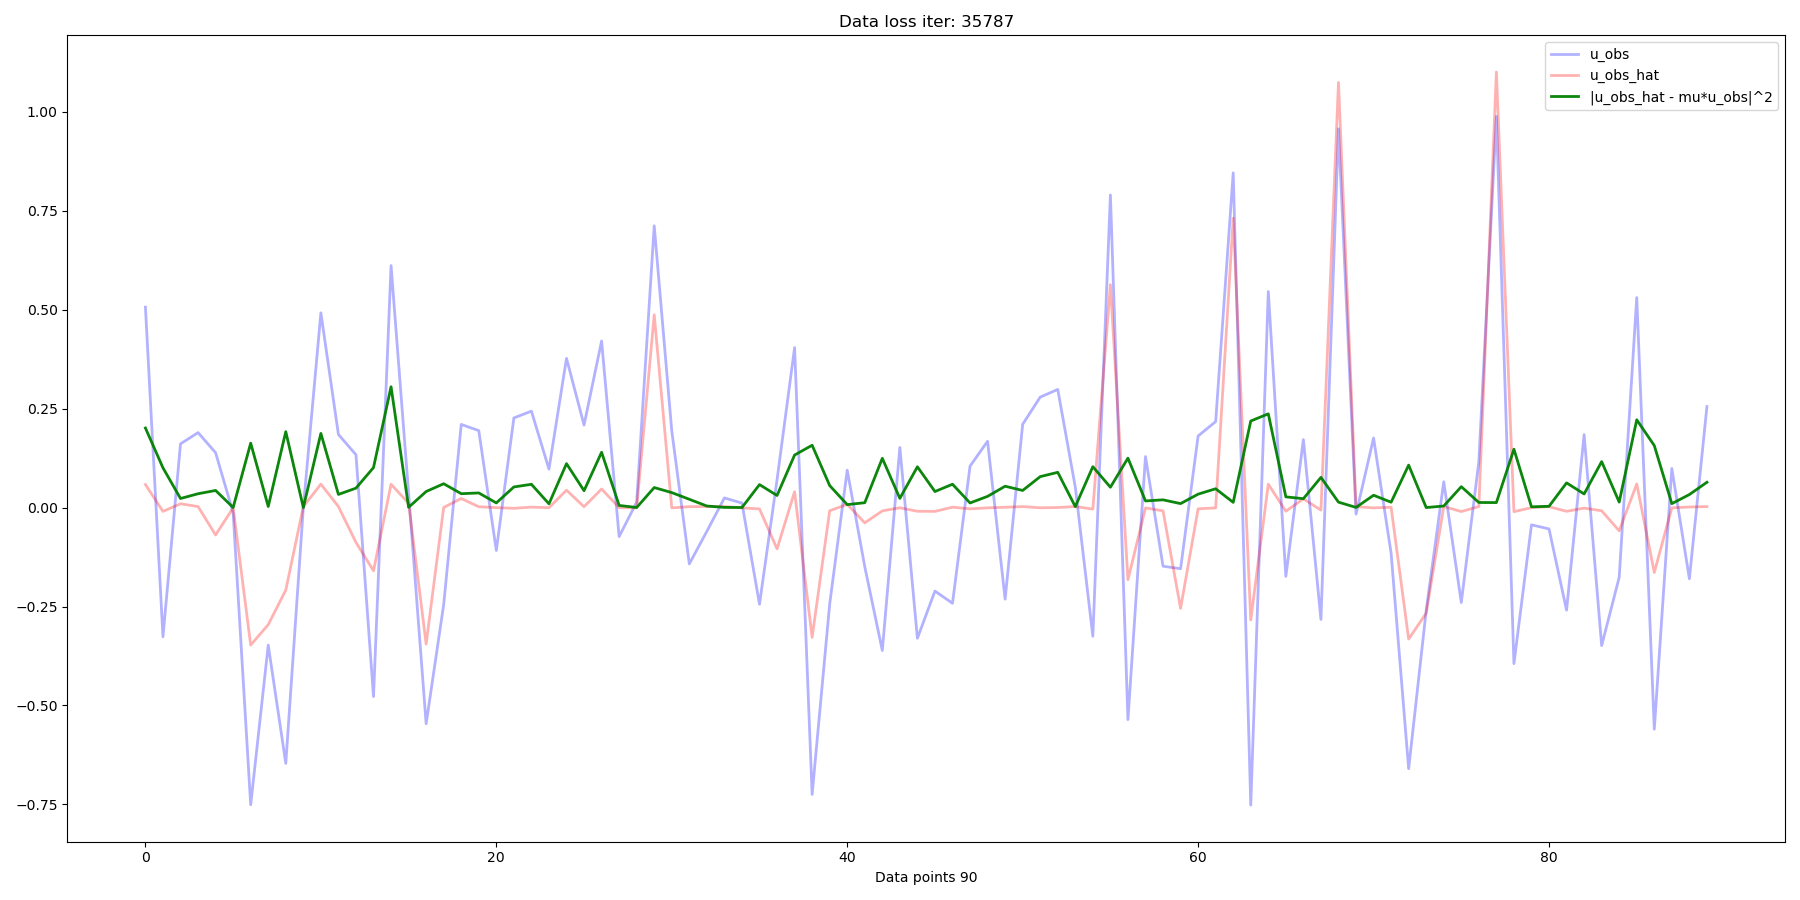 Data loss iter: 35787
u_obs
u_obs_hat
|u_obs_hat - mu*u_obs|^2
1.00
0.75
0.50
0.25
0.00
−0.25
−0.50
−0.75
0 20 40 60 80
Data points 90